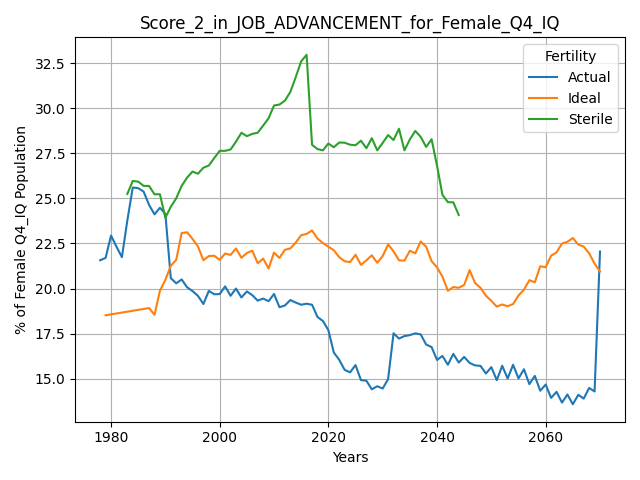 Score_2_in_JOB_ADVANCEMENT_for_Female_Q4_IQ
Fertility
Actual
Ideal
Sterile
% of Female Q4_IQ Population
32.5
30.0
27.5
25.0
22.5
20.0
17.5
15.0
1980
2000
2020
2040
2060
Years